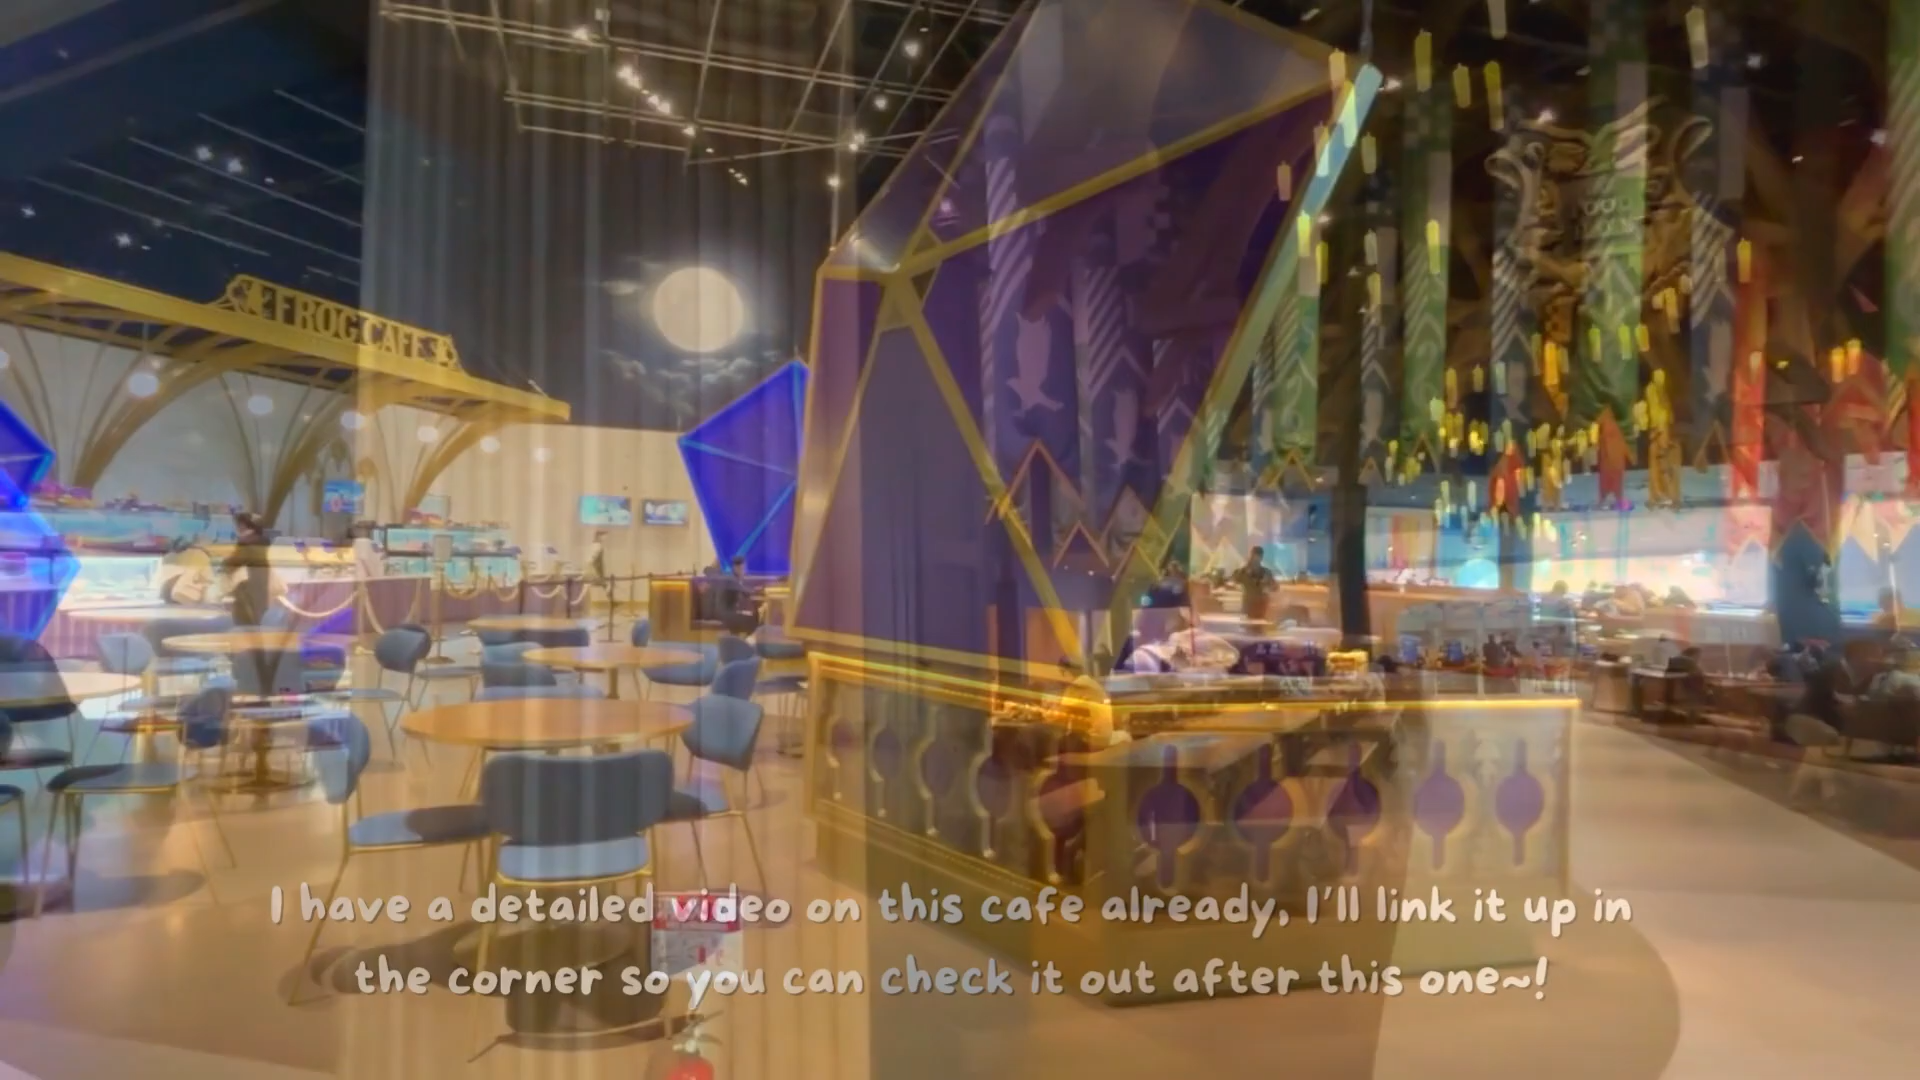 FROG CAFE
I have a detailed video on this cafe already, I'll link it up in
the corner so you can check it out after this one~!